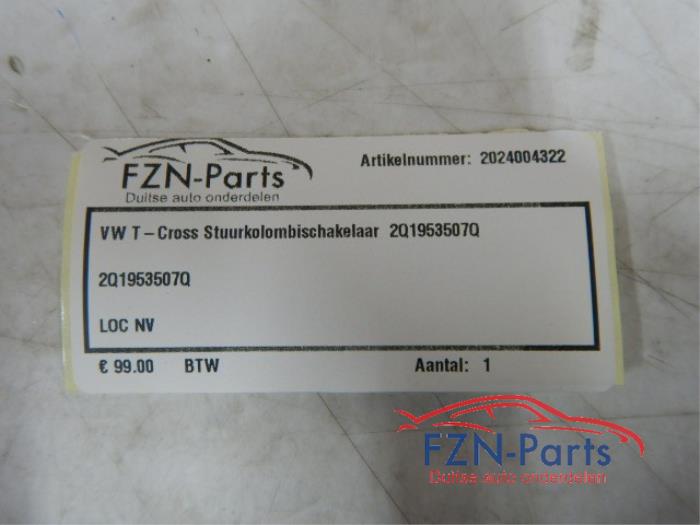 FZN-Parts
Duitse auto onderdelen
Artikelnummer: 2024004322
VW T-Cross Stuurkolombischakelaar 2Q1953507Q
2Q1953507Q
LOC NV
€ 99.00 BTW Aantal: 1
FZN-Parts
Duitse auto onderdelen